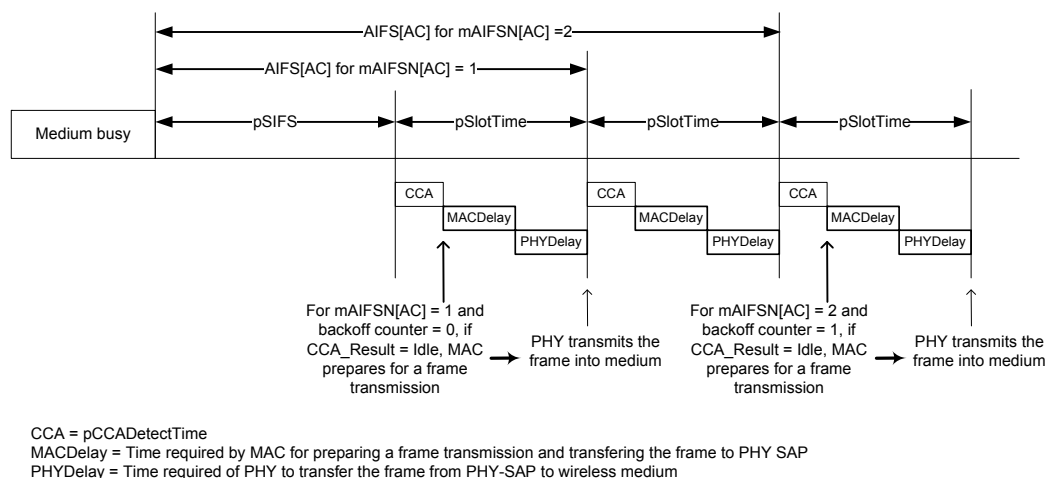 AIFS[AC] for mAIFSN[AC] =2
AIFS[AC] for mAIFSN[AC] = 1
Medium busy
pSIFS
pSlotTime
pSlotTime
pSlotTime
CCA
CCA
CCA
MACDelay
MACDelay
MACDelay
PHYDelay
PHYDelay
PHYDelay
For mAIFSN[AC] = 1 and
backoff counter = 0, if
CCA_Result = Idle, MAC
prepares for a frame
transmission
PHY transmits the
frame into medium
For mAIFSN[AC] = 2 and
backoff counter = 1, if
CCA_Result = Idle, MAC
prepares for a frame
transmission
PHY transmits the
frame into medium
CCA = pCCADetectTime
MACDelay = Time required by MAC for preparing a frame transmission and transfering the frame to PHY SAP
PHYDelay = Time required of PHY to transfer the frame from PHY-SAP to wireless medium